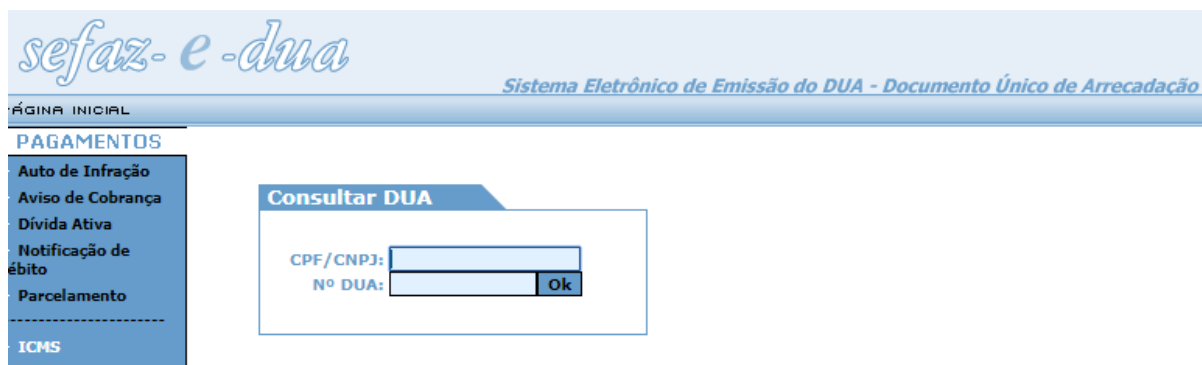 sefaz- e -dua
Sistema Eletrônico de Emissão do DUA - Documento Único de Arrecadação
ÁGINA INICIAL
PAGAMENTOS
Auto de Infração
Aviso de Cobrança
Dívida Ativa
Notificação de
ébito
Parcelamento
----------------------
ICMS
Consultar DUA
CPF/CNPJ:
Nº DUA:
Ok